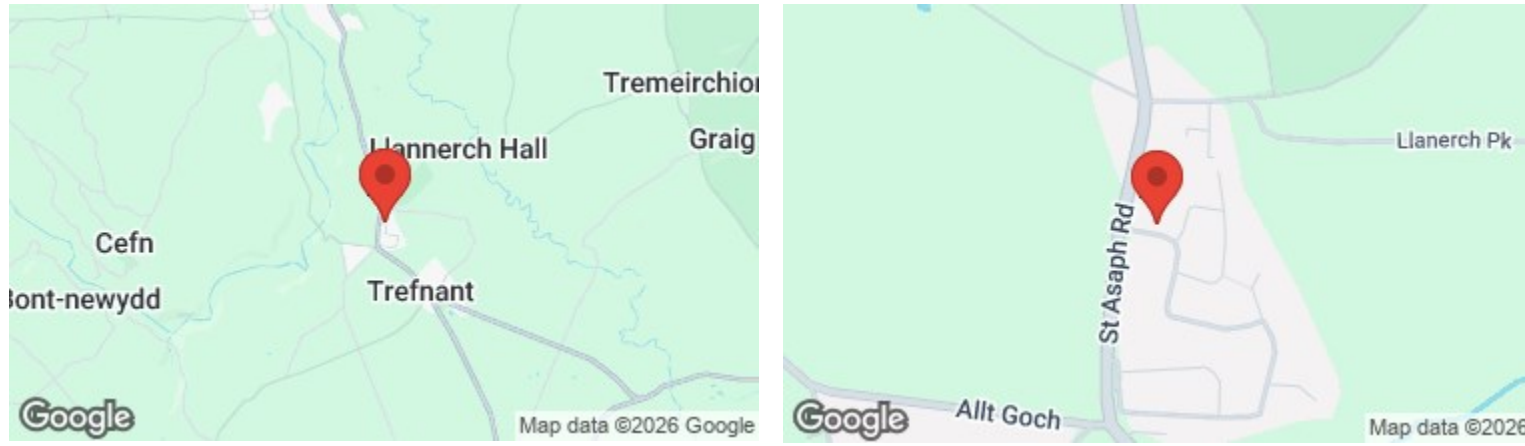 Tremeirchion
Graig
Llannerch Hall
Cefn
Bont-newydd
Trefnant
Google
Map data ©2026 Google
Llanerch Pk
St Asaph Rd
Allt Goch
Google
Map data ©2026